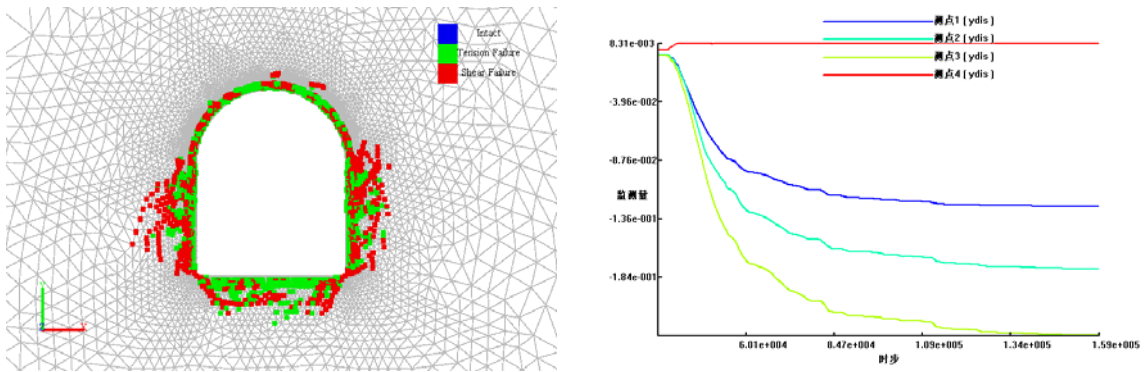 Intact
Tension Failure
Shear Failure
测点1 [ydis]
测点2 [ydis]
测点3 [ydis]
测点4 [ydis]
8.31e-003
-3.96e-002
-8.76e-002
监测量
-1.36e-001
-1.84e-001
6.01e+004
8.47e+004
1.09e+005
1.34e+005
1.59e+005
时步